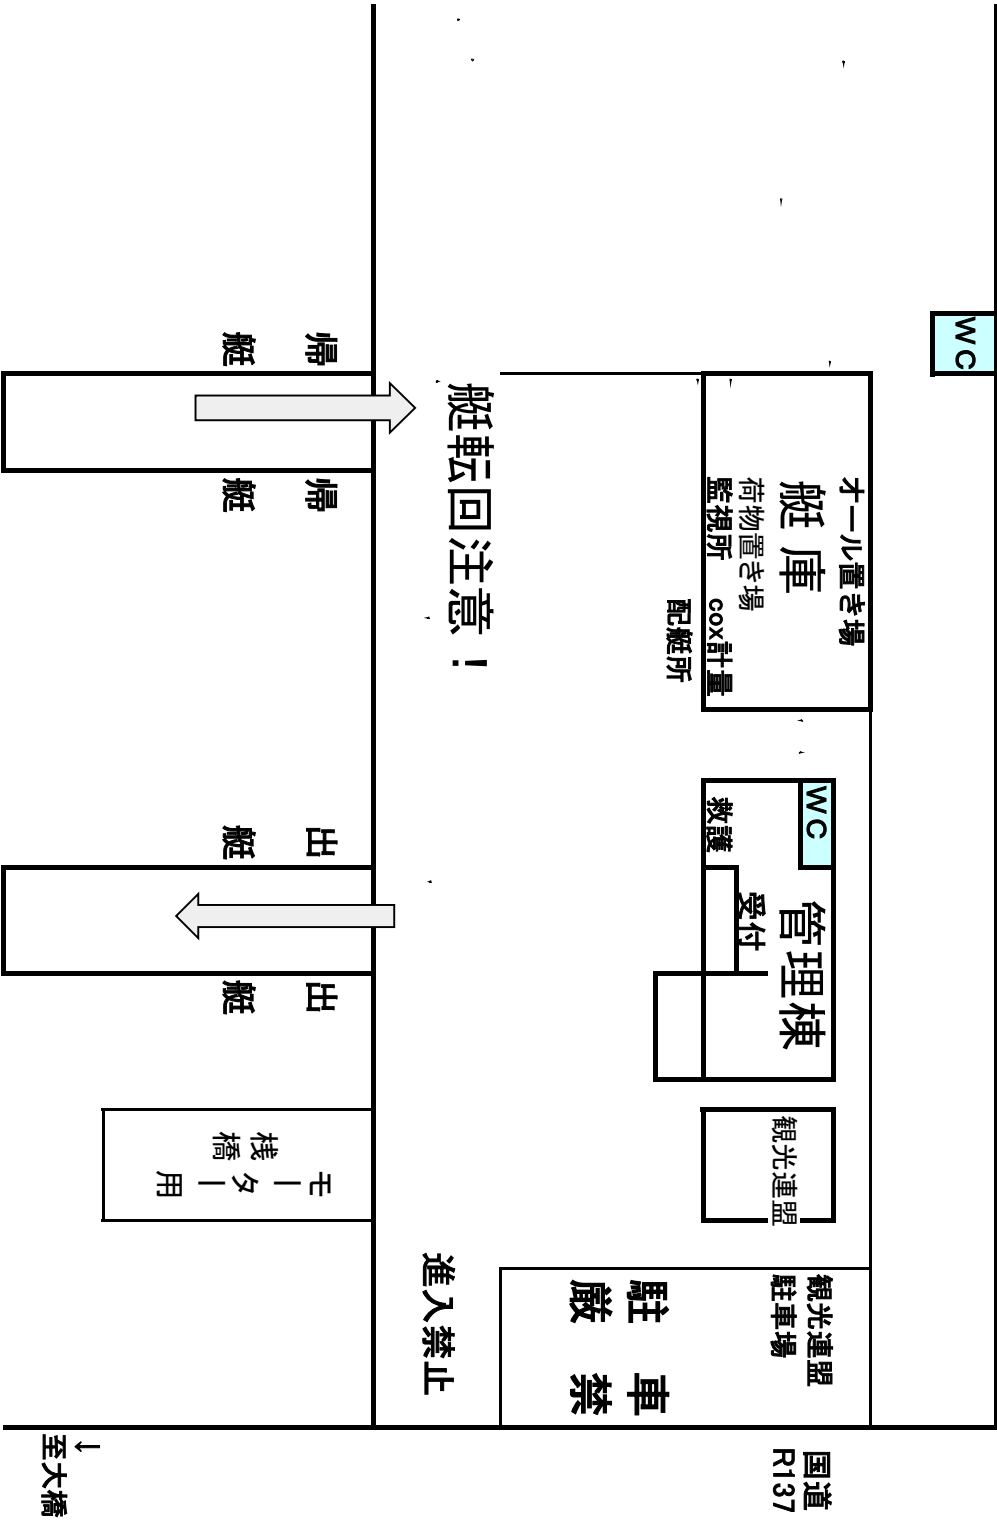 WC
オール置き場
艇庫
荷物置き場
監視所 cox計量
配艇所
WC
管理棟
受付
救護
観光連盟
観光連盟
駐車場
駐車
厳禁
国道
R137
艇転回注意！
進入禁止
帰艇
帰艇
出艇
出艇
桟橋
モーター用
↓
至大橋